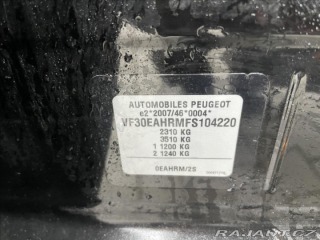 AUTOMOBILES PEUGEOT
e2*2007/46*0004*
VF30EAHRMFS104220
2310 KG
3510 KG
1 1200 KG
2 1240 KG
0EAHRM/2S
RAJAUT.CZ